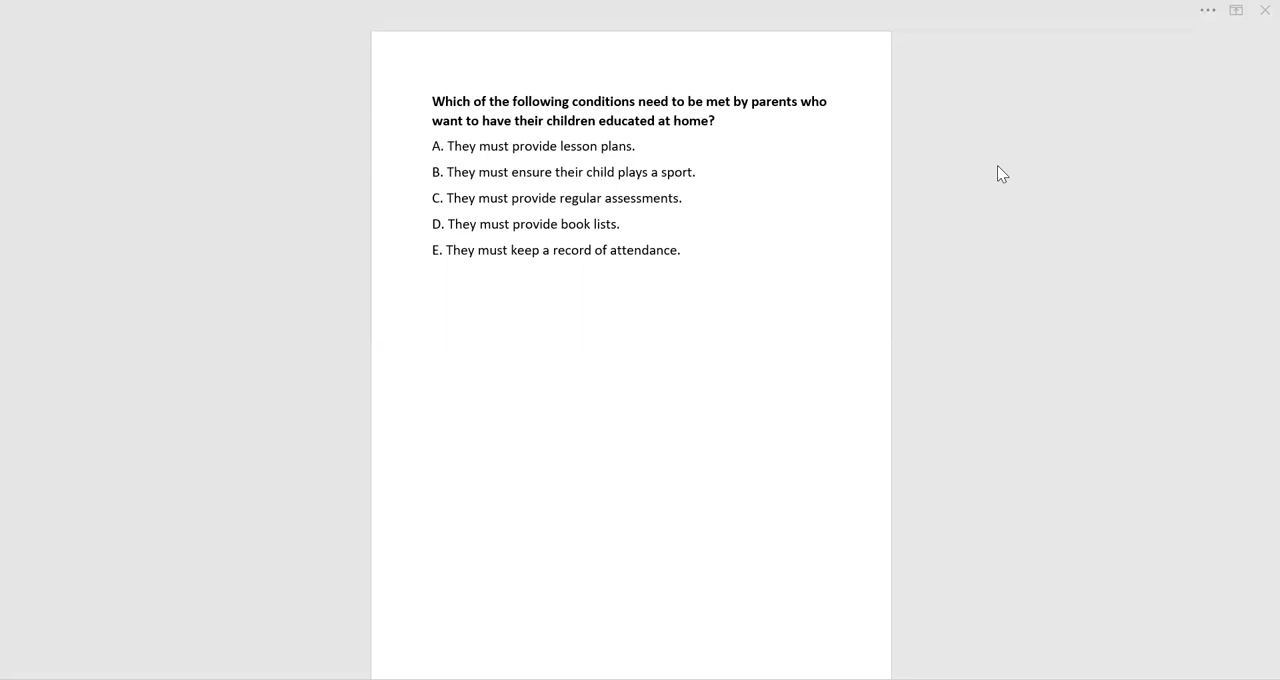 Which of the following conditions need to be met by parents who
want to have their children educated at home?
A. They must provide lesson plans.
B. They must ensure their child plays a sport.
C. They must provide regular assessments.
D. They must provide book lists.
E. They must keep a record of attendance.